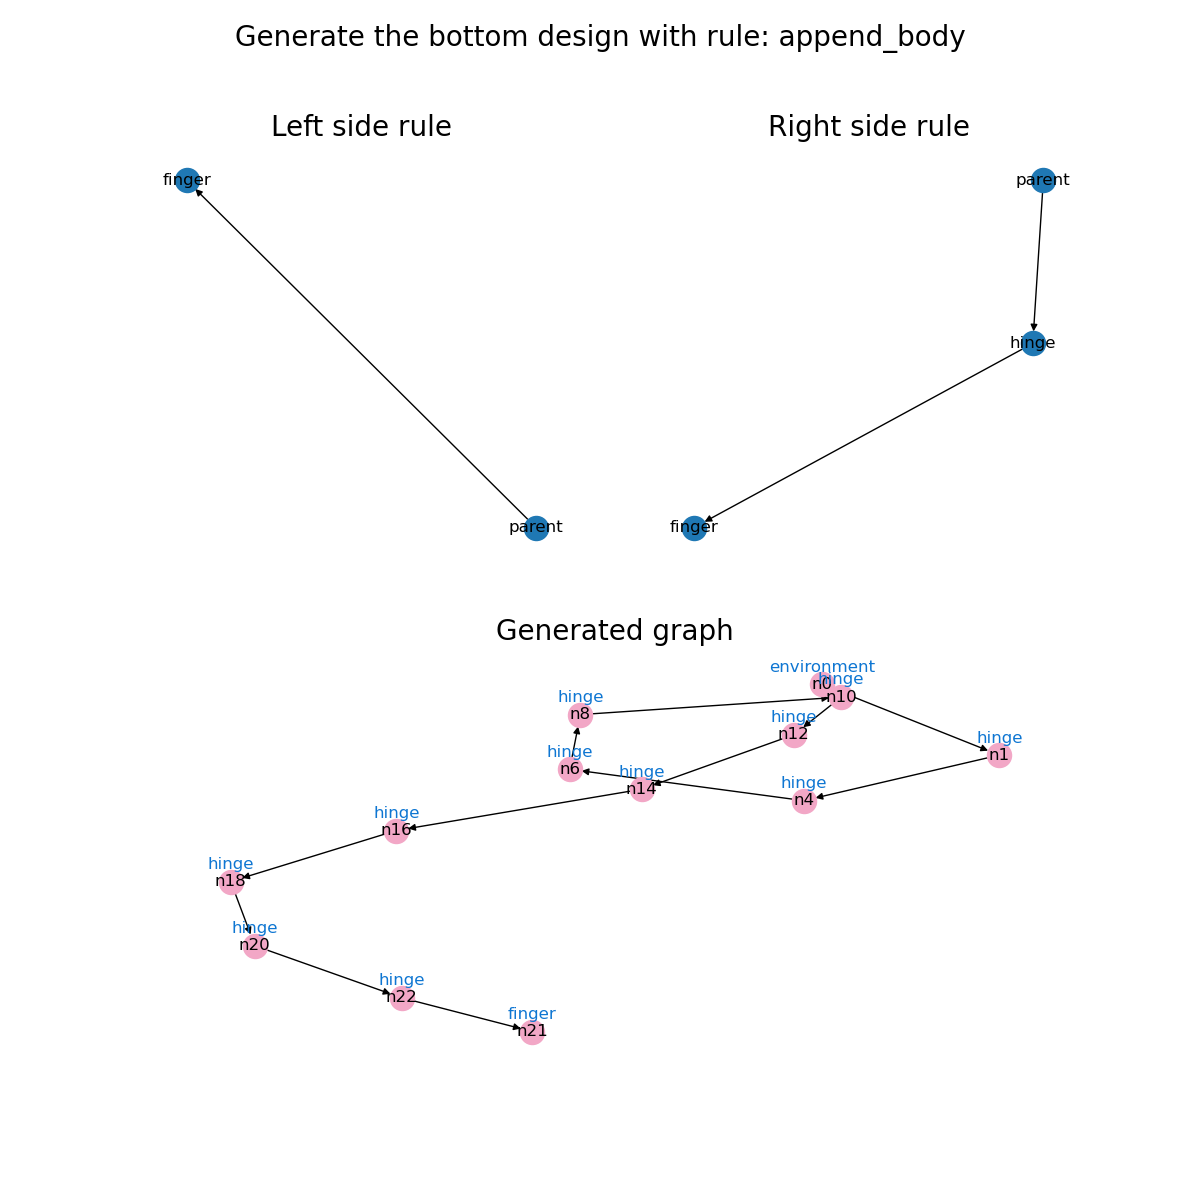 Generate the bottom design with rule: append_body
Left side rule
Right side rule
finger
parent
hinge
parent
finger
Generated graph
environment
n0
hinge
n10
hinge
n8
hinge
n12
hinge
n1
hinge
n6
hinge
n14
hinge
n4
hinge
n16
hinge
n18
hinge
n20
hinge
n22
finger
n21